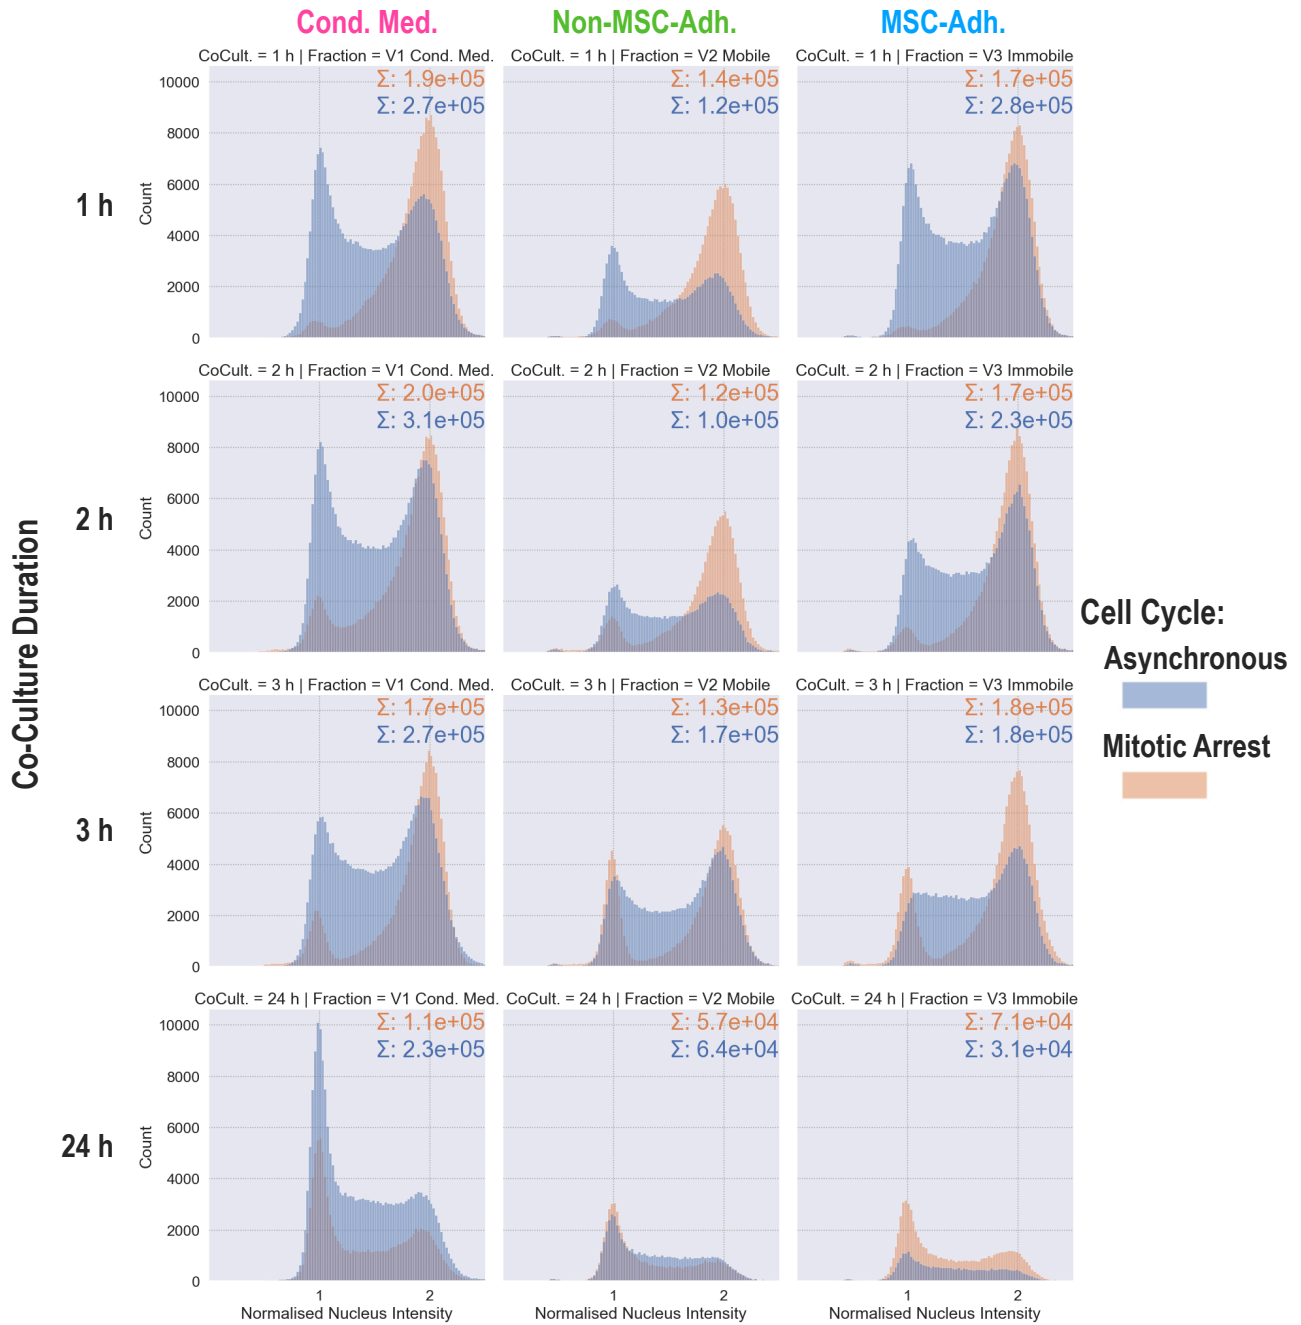 Cond. Med.
Non-MSC-Adh.
MSC-Adh.
CoCult. = 1 h | Fraction = V1 Cond. Med.
CoCult. = 1 h | Fraction = V2 Mobile
CoCult. = 1 h | Fraction = V3 Immobile
Σ: 1.9e+05
Σ: 2.7e+05
Σ: 1.4e+05
Σ: 1.2e+05
Σ: 1.7e+05
Σ: 2.8e+05
10000
8000
6000
4000
2000
0
Count
1 h
CoCult. = 2 h | Fraction = V1 Cond. Med.
CoCult. = 2 h | Fraction = V2 Mobile
CoCult. = 2 h | Fraction = V3 Immobile
Σ: 2.0e+05
Σ: 3.1e+05
Σ: 1.2e+05
Σ: 1.0e+05
Σ: 1.7e+05
Σ: 2.3e+05
10000
8000
6000
4000
2000
0
Count
2 h
Co-Culture Duration
Cell Cycle:
Asynchronous
Mitotic Arrest
CoCult. = 3 h | Fraction = V1 Cond. Med.
CoCult. = 3 h | Fraction = V2 Mobile
CoCult. = 3 h | Fraction = V3 Immobile
Σ: 1.7e+05
Σ: 2.7e+05
Σ: 1.3e+05
Σ: 1.7e+05
Σ: 1.8e+05
Σ: 1.8e+05
10000
8000
6000
4000
2000
0
Count
3 h
CoCult. = 24 h | Fraction = V1 Cond. Med.
CoCult. = 24 h | Fraction = V2 Mobile
CoCult. = 24 h | Fraction = V3 Immobile
Σ: 1.1e+05
Σ: 2.3e+05
Σ: 5.7e+04
Σ: 6.4e+04
Σ: 7.1e+04
Σ: 3.1e+04
10000
8000
6000
4000
2000
0
Count
24 h
1
2
Normalised Nucleus Intensity
1
2
Normalised Nucleus Intensity
1
2
Normalised Nucleus Intensity